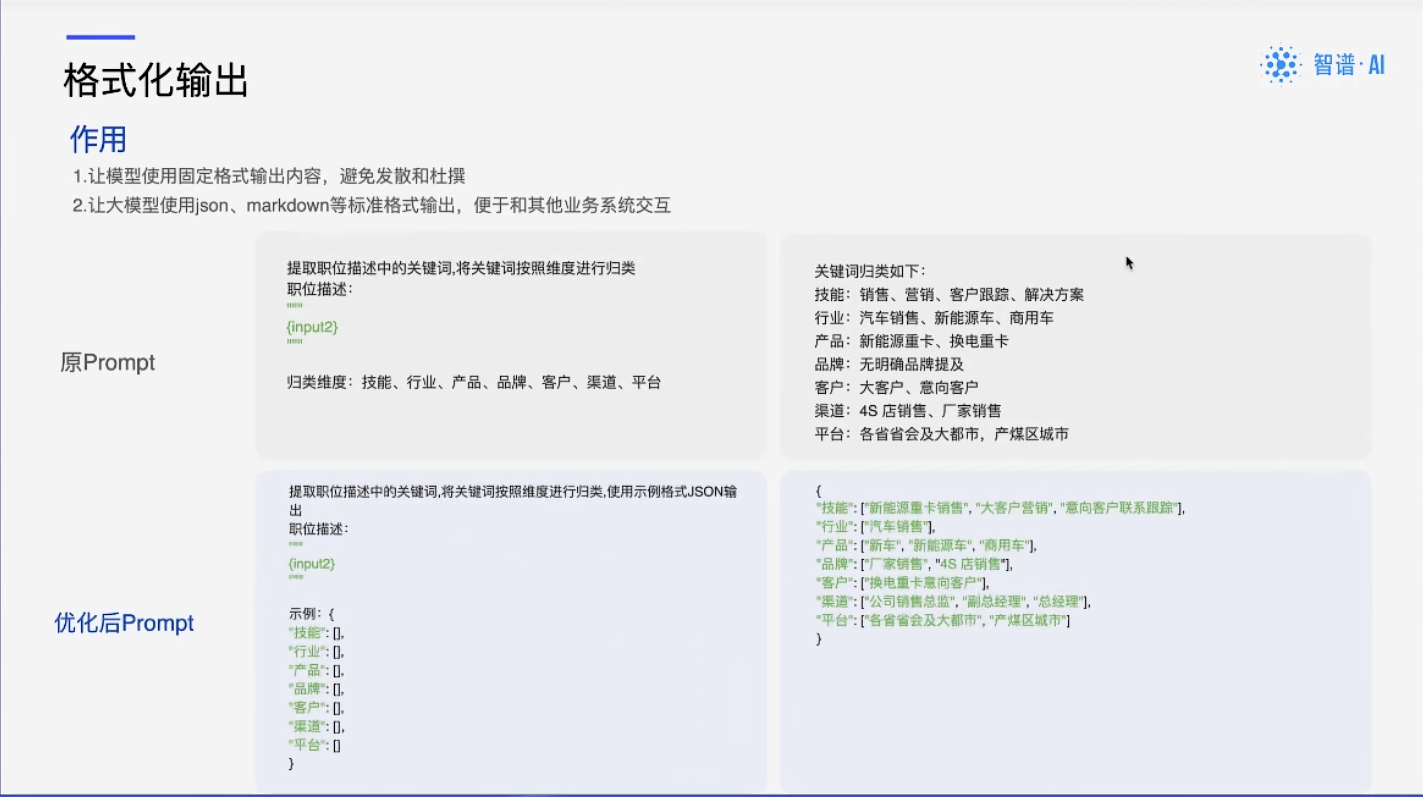 格式化输出
智谱·AI
作用
1.让模型使用固定格式输出内容，避免发散和杜撰
2.让大模型使用json、markdown等标准格式输出，便于和其他业务系统交互
原Prompt
提取职位描述中的关键词,将关键词按照维度进行归类
职位描述：
"""
{input2}
"""
归类维度：技能、行业、产品、品牌、客户、渠道、平台
关键词归类如下：
技能：销售、营销、客户跟踪、解决方案
行业：汽车销售、新能源车、商用车
产品：新能源重卡、换电重卡
品牌：无明确品牌提及
客户：大客户、意向客户
渠道：4S 店销售、厂家销售
平台：各省省会及大都市，产煤区城市
优化后Prompt
提取职位描述中的关键词,将关键词按照维度进行归类,使用示例格式JSON输
出
职位描述：
"""
{input2}
"""
示例：{
"技能": [],
"行业": [],
"产品": [],
"品牌": [],
"客户": [],
"渠道": [],
"平台": []
}
{
"技能": ["新能源重卡销售", "大客户营销", "意向客户联系跟踪"],
"行业": ["汽车销售"],
"产品": ["新车", "新能源车", "商用车"],
"品牌": ["厂家销售", "4S 店销售"],
"客户": ["换电重卡意向客户"],
"渠道": ["公司销售总监", "副总经理", "总经理"],
"平台": ["各省省会及大都市", "产煤区城市"]
}